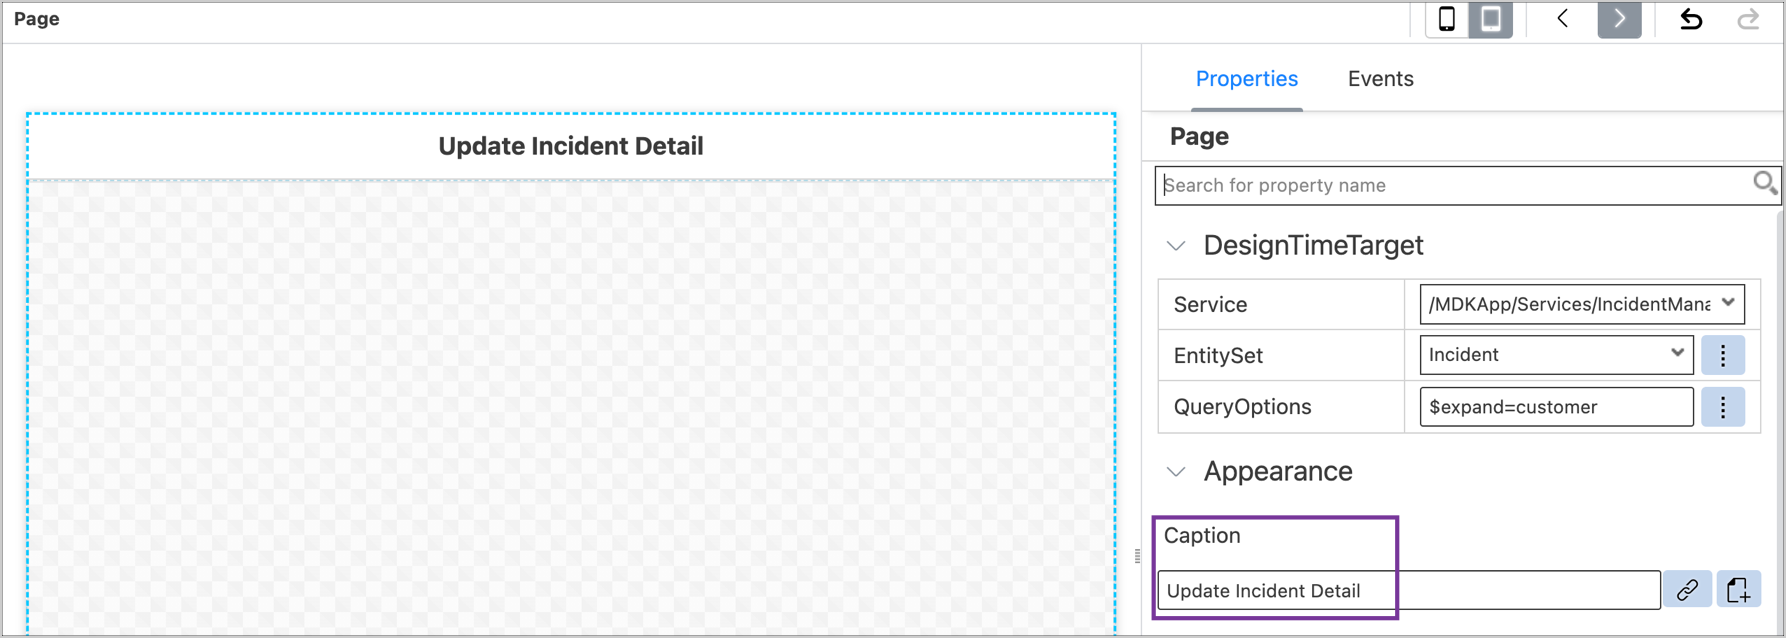 Page
Properties Events
Update Incident Detail
Page
Search for property name
DesignTimeTarget
Service /MDKApp/Services/IncidentMana
EntitySet Incident
QueryOptions $expand=customer
Appearance
Caption
Update Incident Detail